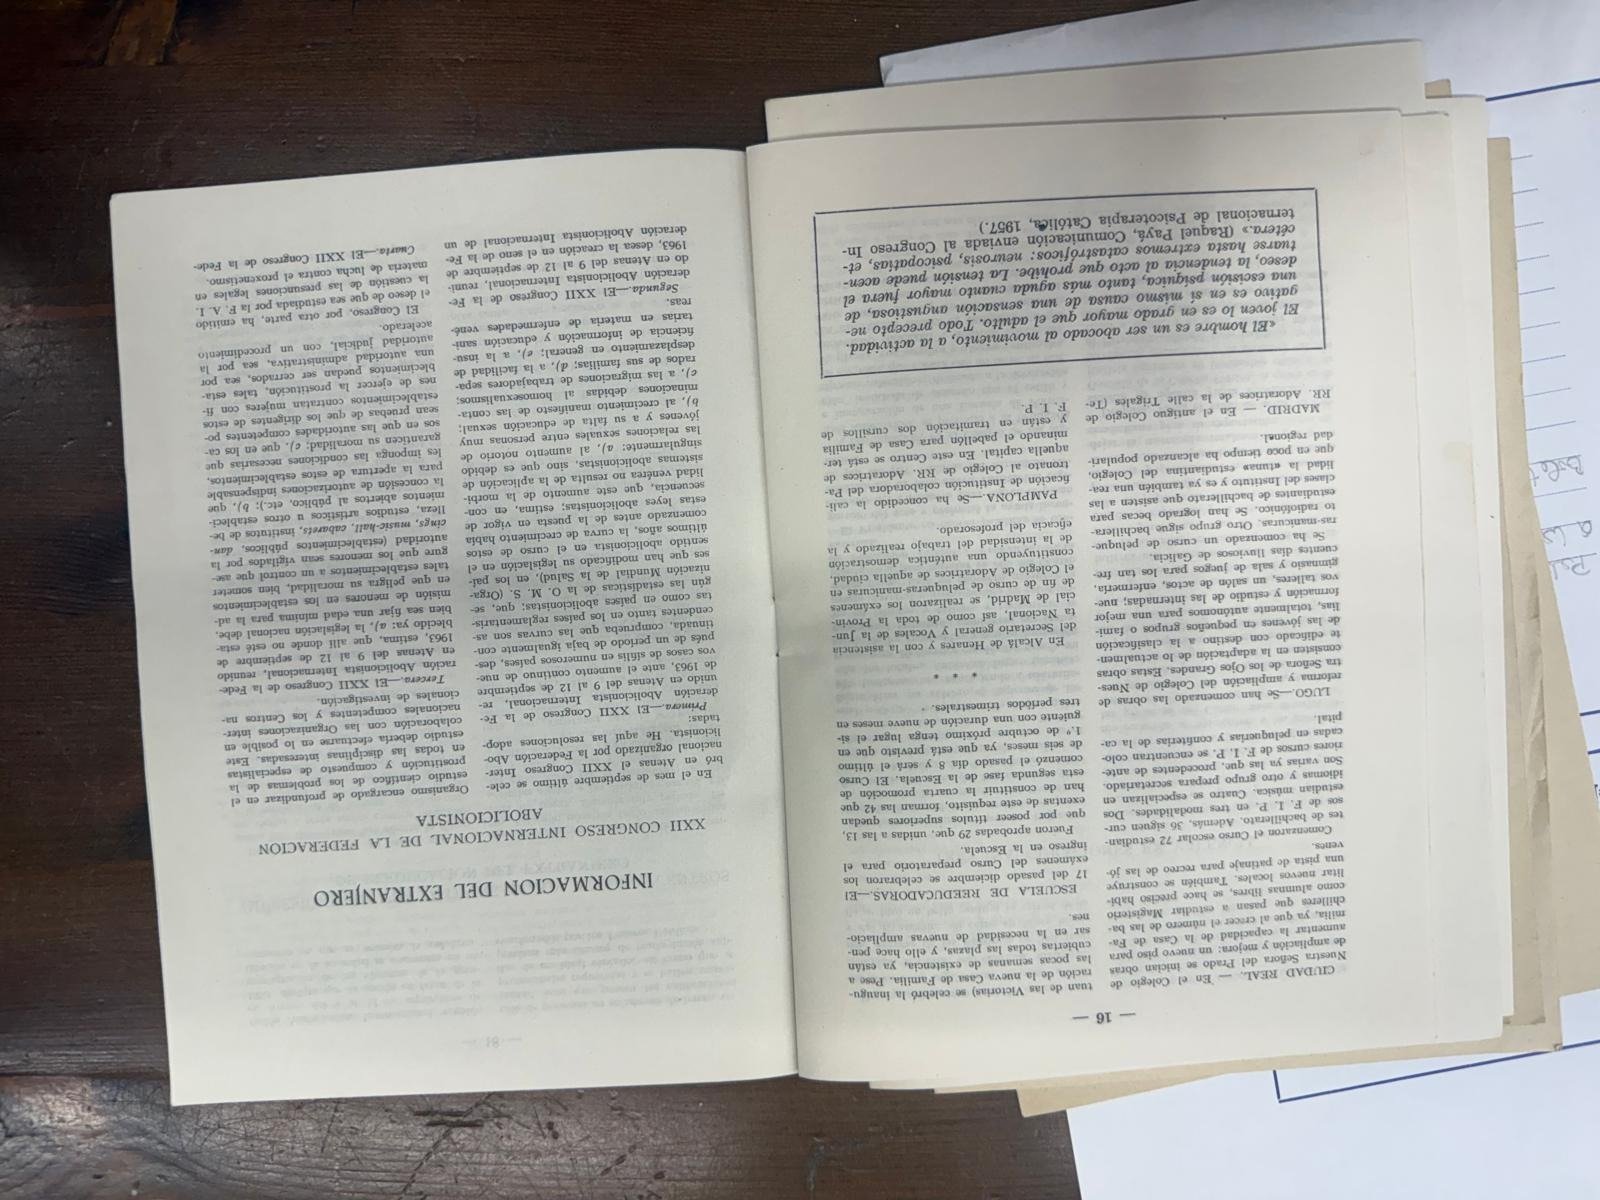 — 16 —
CIUDAD REAL. — En el Colegio de
Nuestra Señora del Prado se inician obras
de ampliación y mejora: un nuevo piso para
aumentar la capacidad de la Casa de Fa-
milia, ya que al crecer el número de las ba-
chilleres que pasan a estudiar Magisterio
como alumnas libres, se hace preciso habi-
litar nuevos locales. También se construye
una pista de patinaje para recreo de las jó-
venes.
Comenzaron el Curso escolar 72 estudian-
tes de bachillerato. Además, 36 siguen cur-
sos de F. I. P. en tres modalidades. Dos
estudian música. Cuatro se especializan en
idiomas y otro grupo prepara secretariado.
Son varias ya las que, procedentes de ante-
riores cursos de F. I. P. se encuentran colo-
cadas en peluquerías y confiterías de la ca-
pital.
LUGO.—Se han comenzado las obras de
reforma y ampliación del Colegio de Nues-
tra Señora de los Ojos Grandes. Estas obras
consisten en la adaptación de lo actualmen-
te edificado con destino a la clasificación
de las jóvenes en pequeños grupos o fami-
lias, totalmente autónomos para una mejor
formación y estudio de las internadas; nue-
vos talleres, un salón de actos, enfermería,
gimnasio y sala de juegos para los tan fre-
cuentes días lluviosos de Galicia.
Se ha comenzado un curso de peluque-
ras-manicuras. Otro grupo sigue bachillera-
to radiofónico. Se han logrado becas para
estudiantes de bachillerato que asisten a las
clases del Instituto y es ya también una rea-
lidad la «tuna» estudiantina del Colegio,
que en poco tiempo ha alcanzado populari-
dad regional.
MADRID. — En el antiguo Colegio de
RR. Adoratrices de la calle Trigales (Te-
tuan de las Victorias) se celebró la inaugu-
ración de la nueva Casa de Familia. Pese a
las pocas semanas de existencia, ya están
cubiertas todas las plazas, y ello hace pen-
sar en la necesidad de nuevas ampliacio-
nes.
ESCUELA DE REEDUCADORAS.—El
17 del pasado diciembre se celebraron los
exámenes del Curso preparatorio para el
ingreso en la Escuela.
Fueron aprobadas 29 que, unidas a las 13,
que por poseer títulos superiores quedan
exentas de este requisito, forman las 42 que
han de constituir la cuarta promoción de
esta segunda fase de la Escuela. El Curso
comenzó el pasado día 8 y será el último
de seis meses, ya que está previsto que en
1.º de octubre próximo tenga lugar el si-
guiente con una duración de nueve meses en
tres períodos trimestrales.
* * *
En Alcalá de Henares y con la asistencia
del Secretario general y Vocales de la Jun-
ta Nacional, así como de toda la Provin-
cial de Madrid, se realizaron los exámenes
de fin de curso de peluqueras-manicuras en
el Colegio de Adoratrices de aquella ciudad,
constituyendo una auténtica demostración
de la intensidad del trabajo realizado y la
eficacia del profesorado.
PAMPLONA.—Se ha concedido la cali-
ficación de Institución colaboradora del Pa-
tronato al Colegio de RR. Adoratrices de
aquella capital. En este Centro se está ter-
minando el pabellón para Casa de Familia
y están en tramitación dos cursillos de
F. I. P.
«El hombre es un ser abocado al movimiento, a la actividad.
El joven lo es en grado mayor que el adulto. Todo precepto ne-
gativo es en sí mismo causa de una sensación angustiosa, de
una escisión psíquica, tanto más aguda cuanto mayor fuera el
deseo, la tendencia al acto que prohíbe. La tensión puede acen-
tuarse hasta extremos catastróficos: neurosis, psicopatías, et-
cétera.» (Raquel Payá, Comunicación enviada al Congreso In-
ternacional de Psicoterapia Católica, 1957.)
INFORMACION DEL EXTRANJERO
XXII CONGRESO INTERNACIONAL DE LA FEDERACION
ABOLICIONISTA
En el mes de septiembre último se cele-
bró en Atenas el XXII Congreso Inter-
nacional organizado por la Federación Abo-
licionista. He aquí las resoluciones adop-
tadas:
Primera.—El XXII Congreso de la Fe-
deración Abolicionista Internacional, re-
unido en Atenas del 9 al 12 de septiembre
de 1963, ante el aumento continuo de nue-
vos casos de sífilis en numerosos países, des-
pués de un período de baja igualmente con-
tinuada, comprueba que las curvas son as-
cendentes tanto en los países reglamentaris-
tas como en países abolicionistas; que, se-
gún las estadísticas de la O. M. S. (Orga-
nización Mundial de la Salud), en los paí-
ses que han modificado su legislación en el
sentido abolicionista en el curso de estos
últimos años, la curva de crecimiento había
comenzado antes de la puesta en vigor de
estas leyes abolicionistas; estima, en con-
secuencia, que este aumento de la morbi-
lidad venérea no resulta de la aplicación de
sistemas abolicionistas, sino que es debido
singularmente: a), al aumento notorio de
las relaciones sexuales entre personas muy
jóvenes y a su falta de educación sexual;
b), al crecimiento manifiesto de las conta-
minaciones debidas al homosexualismo;
c), a las migraciones de trabajadores sepa-
rados de sus familias; d), a la facilidad de
desplazamiento en general; e), a la insu-
ficiencia de información y educación sani-
tarias en materia de enfermedades vené-
reas.
Segunda.—El XXII Congreso de la Fe-
deración Abolicionista Internacional, reuni-
do en Atenas del 9 al 12 de septiembre de
1963, desea la creación en el seno de la Fe-
deración Abolicionista Internacional de un
Organismo encargado de profundizar en el
estudio científico de los problemas de la
prostitución y compuesto de especialistas
en todas las disciplinas interesadas. Este
estudio debería efectuarse en lo posible en
colaboración con las Organizaciones inter-
nacionales competentes y los Centros na-
cionales de investigación.
Tercera.—El XXII Congreso de la Fede-
ración Abolicionista Internacional, reunido
en Atenas del 9 al 12 de septiembre de
1963, estima, que allí donde no esté esta-
blecido ya: a), la legislación nacional debe,
bien sea fijar una edad mínima para la ad-
misión de menores en los establecimientos
en que peligra su moralidad, bien someter
tales establecimientos a un control que ase-
gure que los menores sean vigilados por la
autoridad (establecimientos públicos, dan-
cings, music-hall, cabarets, institutos de be-
lleza, estudios artísticos u otros estableci-
mientos abiertos al público, etc.); b), que
la concesión de autorizaciones indispensable
para la apertura de estos establecimientos,
les imponga las condiciones necesarias que
garanticen su moralidad; c), que en los ca-
sos en que las autoridades competentes po-
sean pruebas de que los dirigentes de estos
establecimientos contratan mujeres con fi-
nes de ejercer la prostitución, tales esta-
blecimientos puedan ser cerrados, sea por
una autoridad administrativa, sea por la
autoridad judicial, con un procedimiento
acelerado.
El Congreso, por otra parte, ha emitido
el deseo de que sea estudiada por la F. A. I.
la cuestión de las presunciones legales en
materia de lucha contra el proxenetismo.
Cuarta.—El XXII Congreso de la Fede-